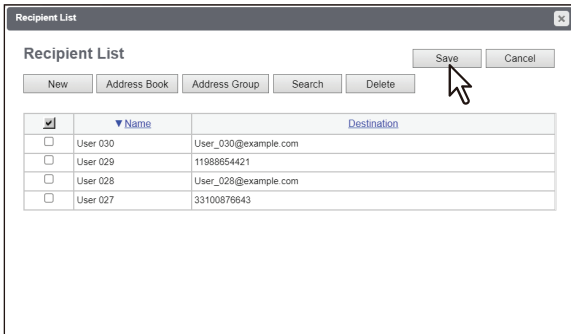 Recipient List
Recipient List
Save Cancel
New Address Book Address Group Search Delete
▼Name Destination
User 030 User_030@example.com
User 029 11988654421
User 028 User_028@example.com
User 027 33100876643